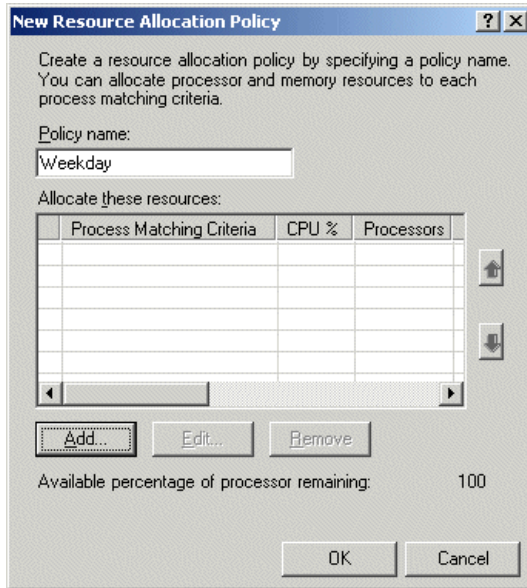 New Resource Allocation Policy
Create a resource allocation policy by specifying a policy name.
You can allocate processor and memory resources to each
process matching criteria.
Policy name:
Weekday
Allocate these resources:
Process Matching Criteria CPU % Processors
Add... Edit... Remove
Available percentage of processor remaining: 100
OK Cancel